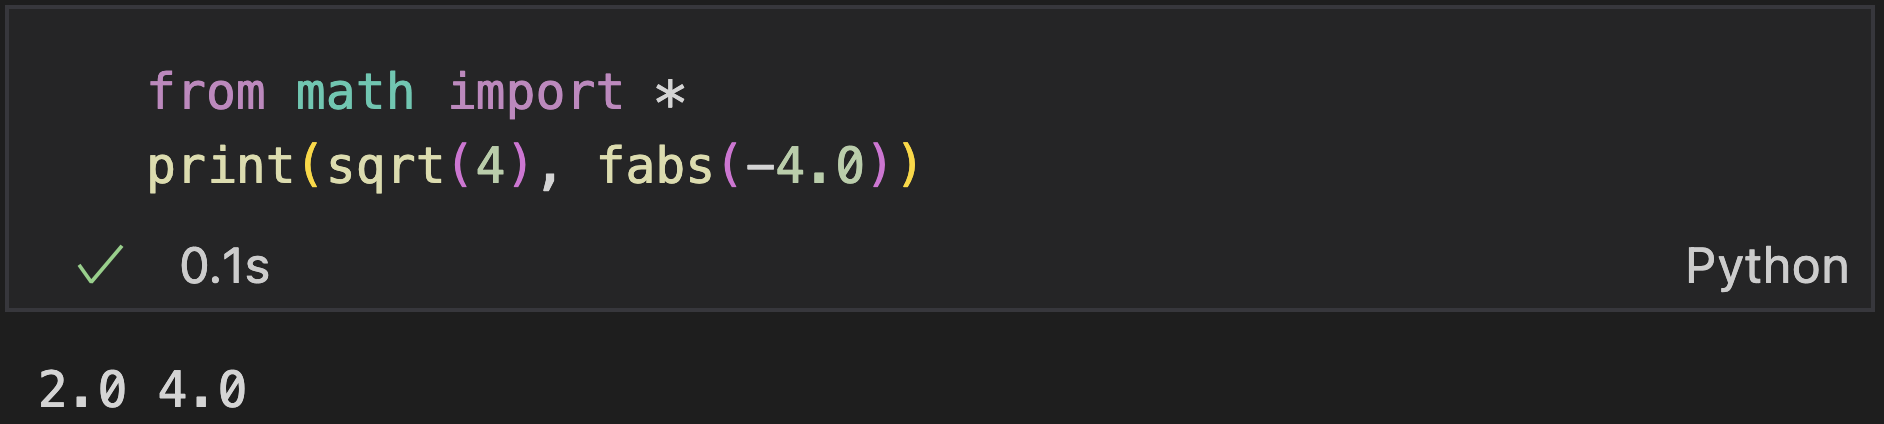 from math import *
print(sqrt(4), fabs(-4.0))
0.1s
Python
2.0 4.0